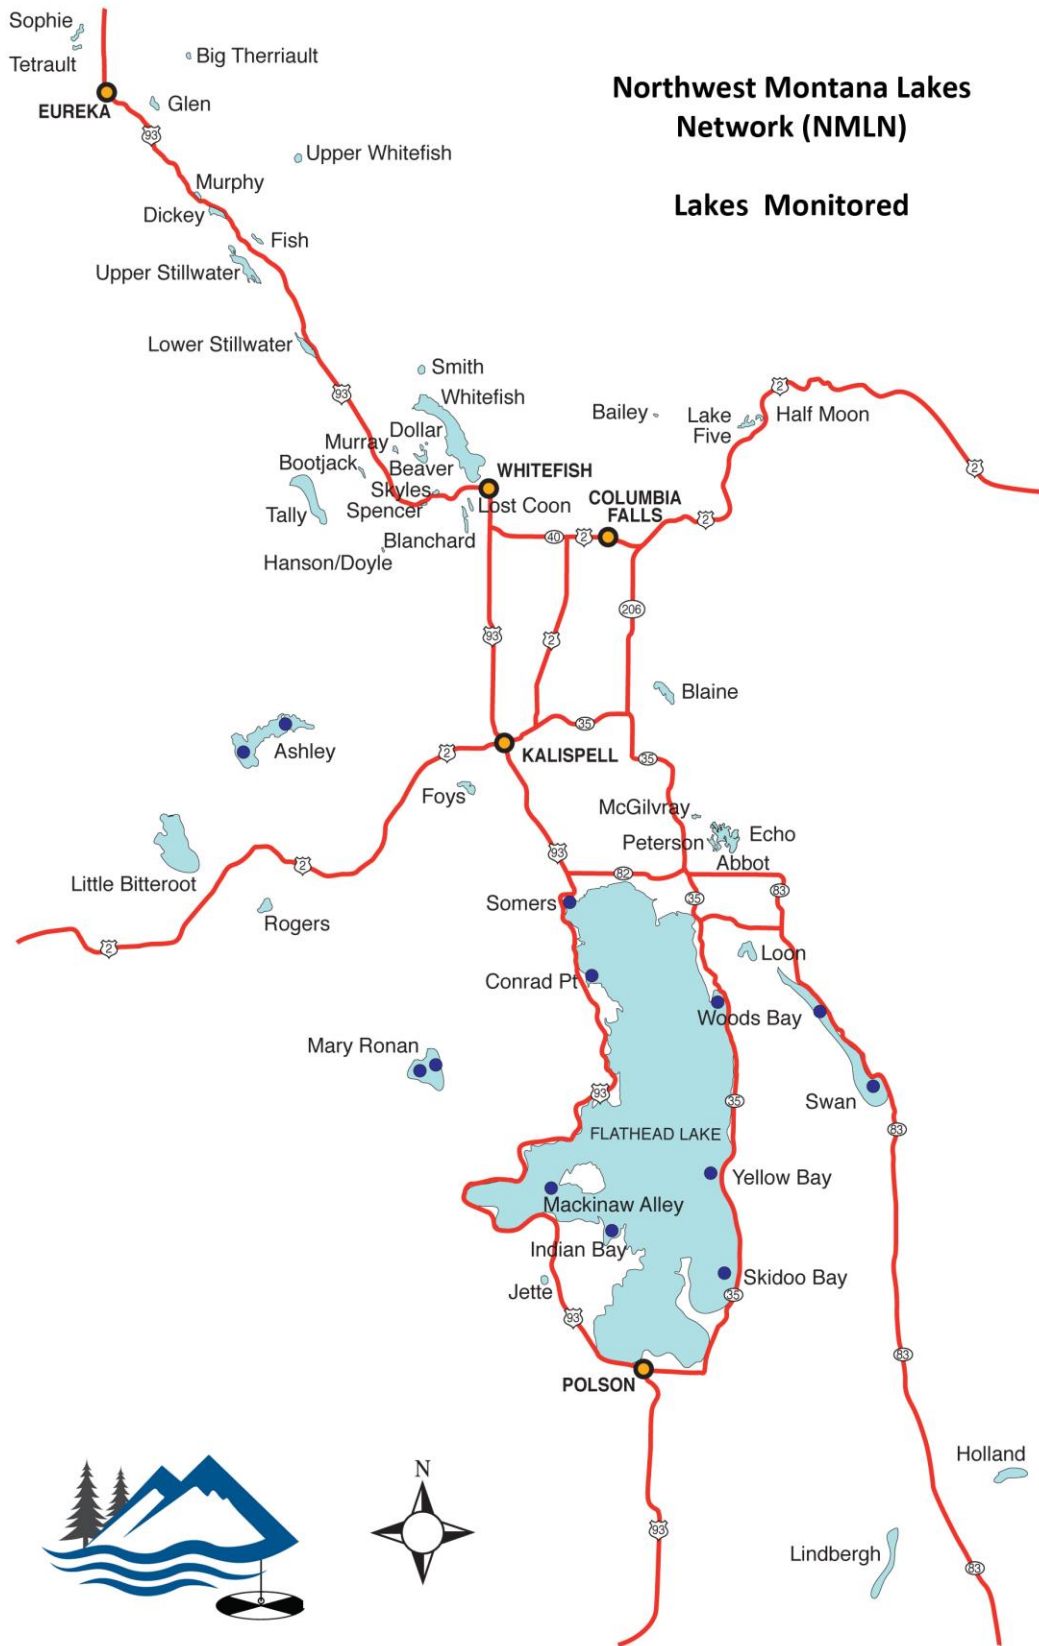 Northwest Montana Lakes
Network (NMLN)
Lakes Monitored
Sophie
Tetrault
Big Therriault
EUREKA
Glen
93
Upper Whitefish
Murphy
Dickey
Fish
Upper Stillwater
Lower Stillwater
Smith
93
Whitefish
2
Bailey
Lake
Five
Half Moon
Dollar
Murray
Bootjack
Beaver
WHITEFISH
2
Skyles
Spencer
Lost Coon
COLUMBIA
FALLS
Tally
2
Blanchard
40
2
Hanson/Doyle
206
93
2
Blaine
35
Ashley
2
KALISPELL
35
Foys
McGilvray
Echo
Peterson
93
Abbot
2
82
Little Bitteroot
83
Somers
35
Rogers
2
Loon
Conrad Pt
Woods Bay
Mary Ronan
93
35
Swan
83
FLATHEAD LAKE
Yellow Bay
Mackinaw Alley
Indian Bay
Skidoo Bay
Jette
35
93
83
POLSON
Holland
N
93
Lindbergh
83